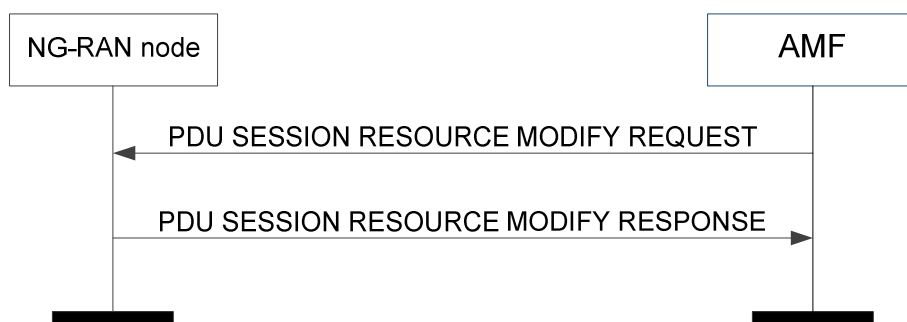 NG-RAN node
AMF
PDU SESSION RESOURCE MODIFY REQUEST
PDU SESSION RESOURCE MODIFY RESPONSE